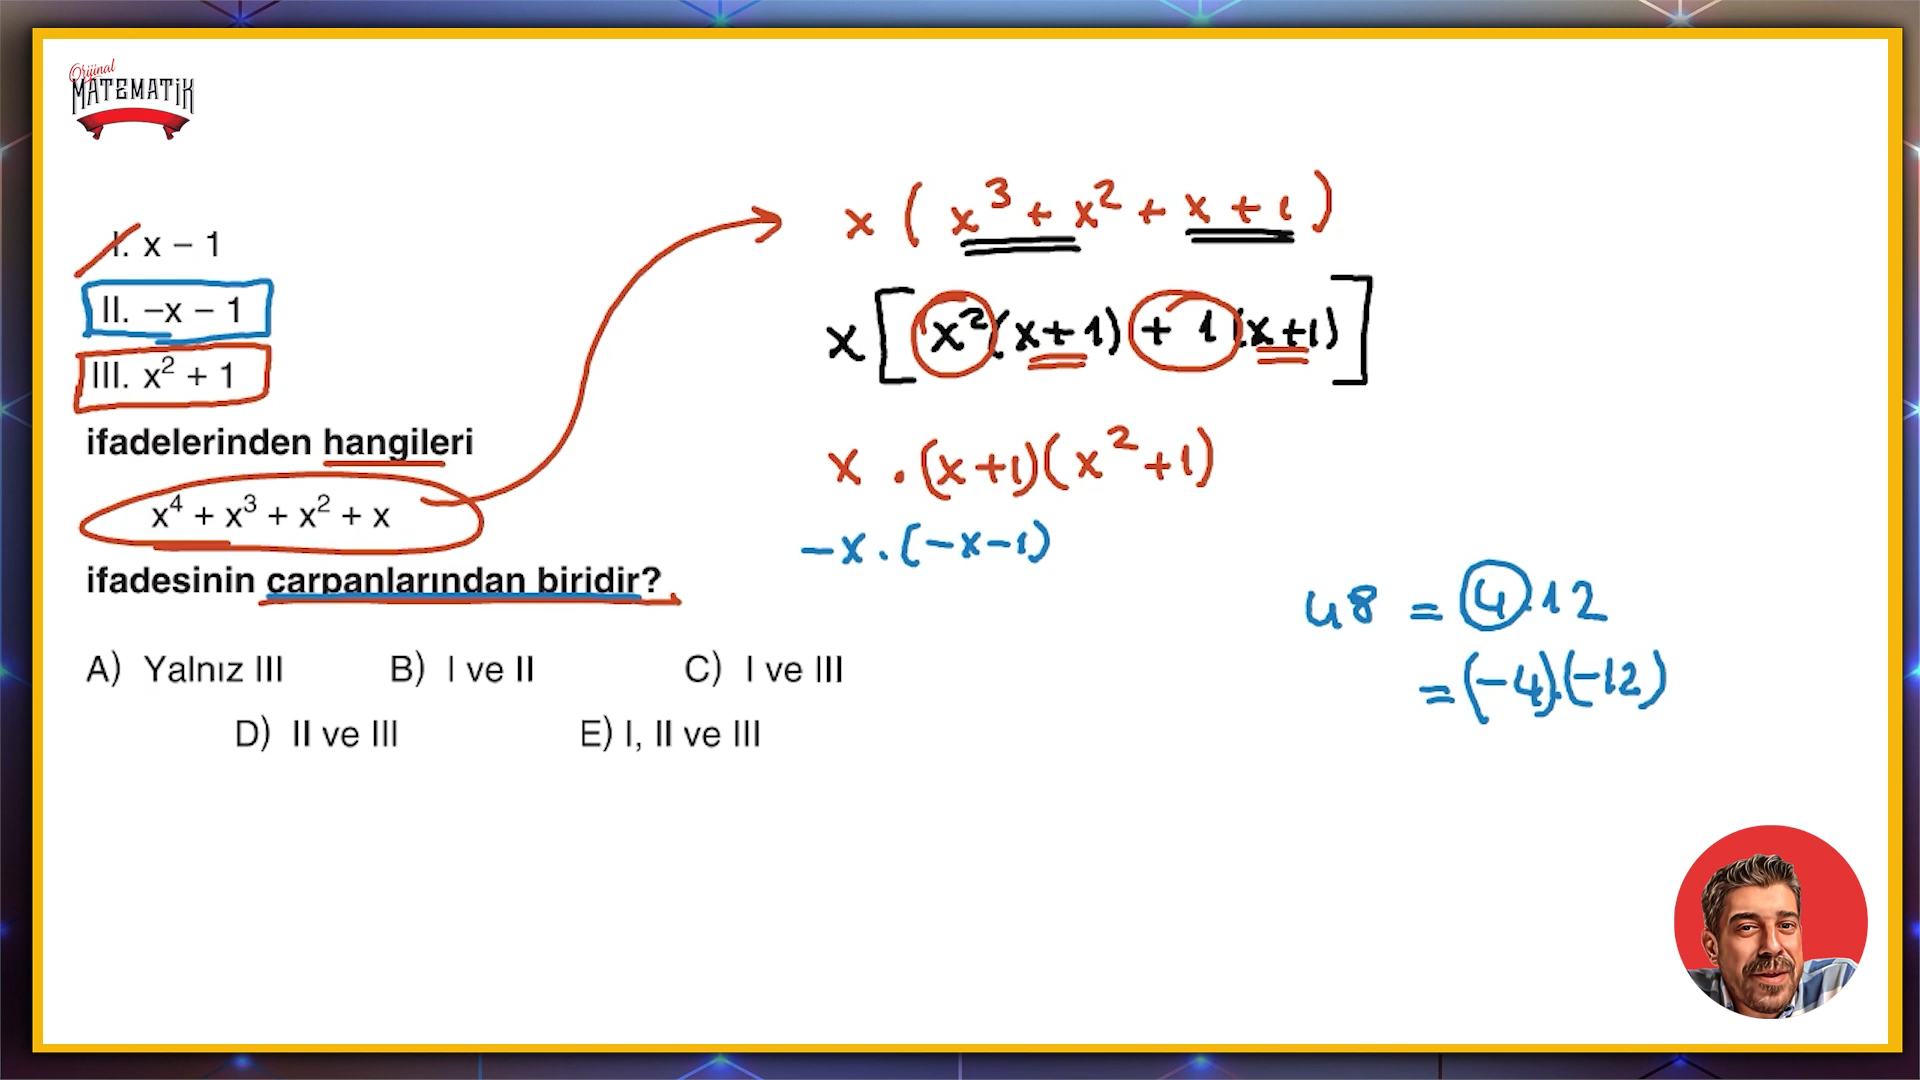 Orijinal
MATEMATİK
I. x – 1
II. –x – 1
III. x² + 1
ifadelerinden hangileri
x⁴ + x³ + x² + x
ifadesinin çarpanlarından biridir?
A) Yalnız III B) I ve II C) I ve III
D) II ve III E) I, II ve III
x ( x³ + x² + x + 1 )
x [ x² (x+1) + 1 (x+1) ]
x . (x+1)(x²+1)
-x . (-x-1)
48 = 4.12
= (-4).(-12)